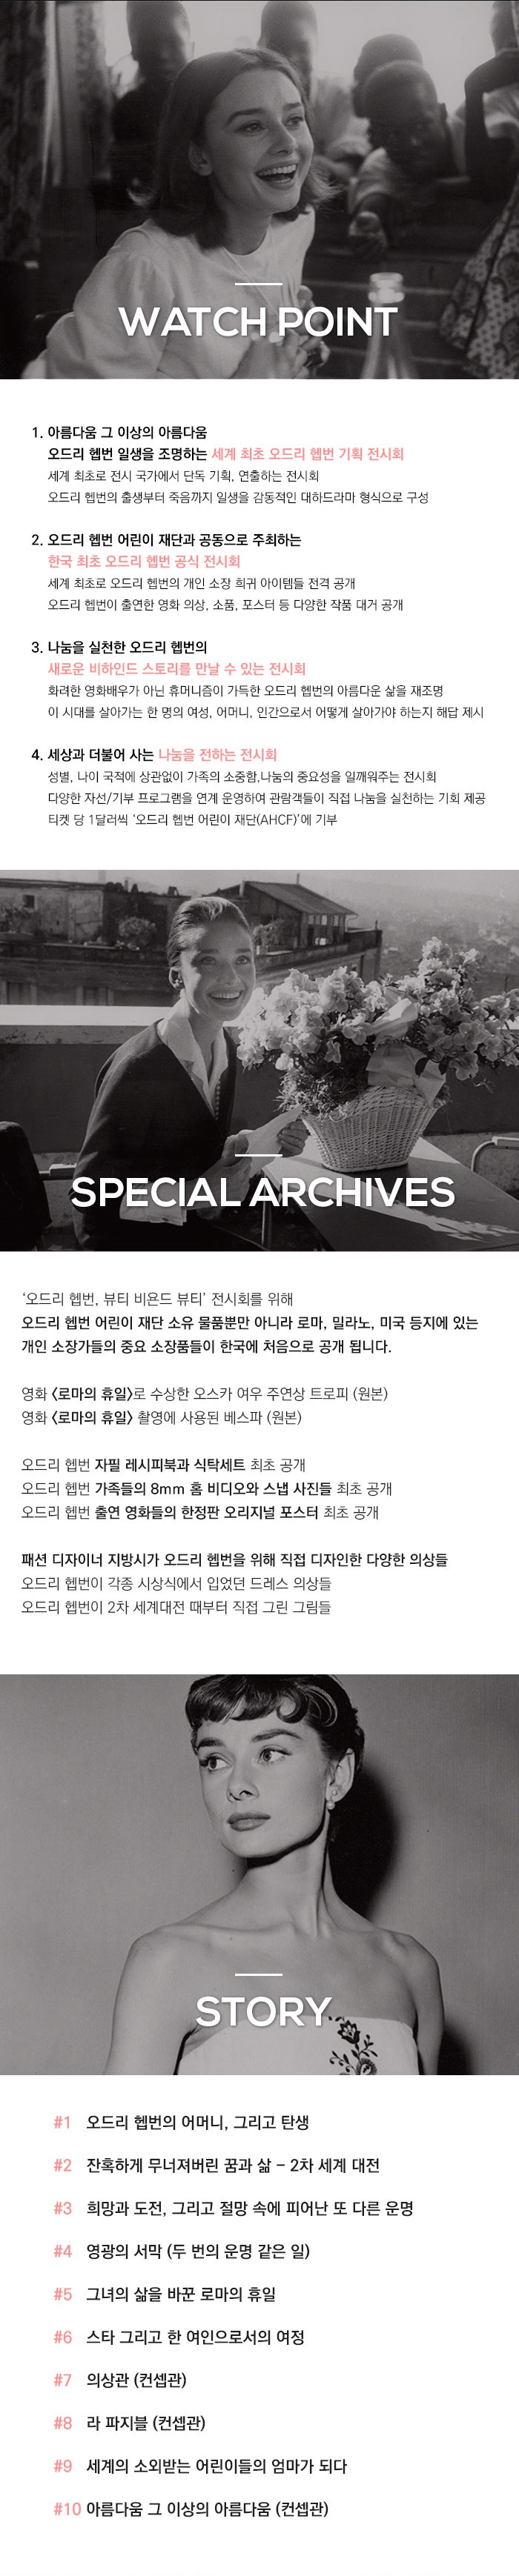 WATCH POINT
1. 아름다움 그 이상의 아름다움
오드리 헵번 일생을 조명하는 세계 최초 오드리 헵번 기획 전시회
세계 최초로 전시 국가에서 단독 기획, 연출하는 전시회
오드리 헵번의 출생부터 죽음까지 일생을 감동적인 대하드라마 형식으로 구성
2. 오드리 헵번 어린이 재단과 공동으로 주최하는
한국 최초 오드리 헵번 공식 전시회
세계 최초로 오드리 헵번의 개인 소장 희귀 아이템들 전격 공개
오드리 헵번이 출연한 영화 의상, 소품, 포스터 등 다양한 작품 대거 공개
3. 나눔을 실천한 오드리 헵번의
새로운 비하인드 스토리를 만날 수 있는 전시회
화려한 영화배우가 아닌 휴머니즘이 가득한 오드리 헵번의 아름다운 삶을 재조명
이 시대를 살아가는 한 명의 여성, 어머니, 인간으로서 어떻게 살아가야 하는지 해답 제시
4. 세상과 더불어 사는 나눔을 전하는 전시회
성별, 나이 국적에 상관없이 가족의 소중함,나눔의 중요성을 일깨워주는 전시회
다양한 자선/기부 프로그램을 연계 운영하여 관람객들이 직접 나눔을 실천하는 기회 제공
티켓 당 1달러씩 '오드리 헵번 어린이 재단(AHCF)'에 기부
SPECIAL ARCHIVES
'오드리 헵번, 뷰티 비욘드 뷰티' 전시회를 위해
오드리 헵번 어린이 재단 소유 물품뿐만 아니라 로마, 밀라노, 미국 등지에 있는
개인 소장가들의 중요 소장품들이 한국에 처음으로 공개 됩니다.
영화 <로마의 휴일>로 수상한 오스카 여우 주연상 트로피 (원본)
영화 <로마의 휴일> 촬영에 사용된 베스파 (원본)
오드리 헵번 자필 레시피북과 식탁세트 최초 공개
오드리 헵번 가족들의 8mm 홈 비디오와 스냅 사진들 최초 공개
오드리 헵번 출연 영화들의 한정판 오리지널 포스터 최초 공개
패션 디자이너 지방시가 오드리 헵번을 위해 직접 디자인한 다양한 의상들
오드리 헵번이 각종 시상식에서 입었던 드레스 의상들
오드리 헵번이 2차 세계대전 때부터 직접 그린 그림들
STORY
#1 오드리 헵번의 어머니, 그리고 탄생
#2 잔혹하게 무너져버린 꿈과 삶 - 2차 세계 대전
#3 희망과 도전, 그리고 절망 속에 피어난 또 다른 운명
#4 영광의 서막 (두 번의 운명 같은 일)
#5 그녀의 삶을 바꾼 로마의 휴일
#6 스타 그리고 한 여인으로서의 여정
#7 의상관 (컨셉관)
#8 라 파지블 (컨셉관)
#9 세계의 소외받는 어린이들의 엄마가 되다
#10 아름다움 그 이상의 아름다움 (컨셉관)